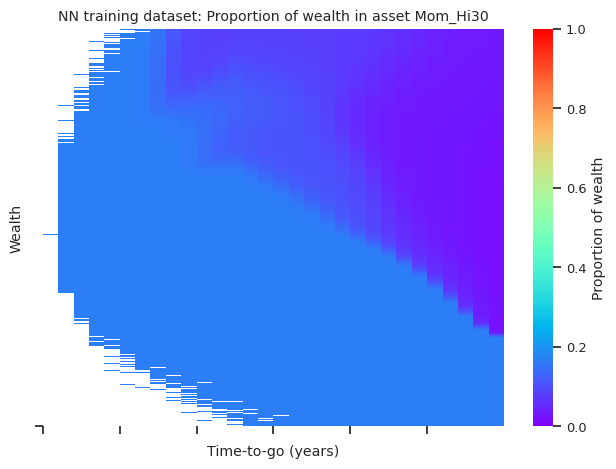 NN training dataset: Proportion of wealth in asset Mom_Hi30
1.0
0.8
0.6
0.4
0.2
0.0
Proportion of wealth
Wealth
Time-to-go (years)